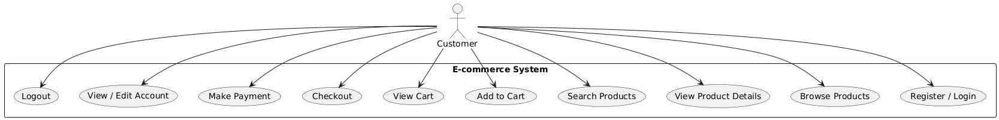 Customer
E-commerce System
Logout
View / Edit Account
Make Payment
Checkout
View Cart
Add to Cart
Search Products
View Product Details
Browse Products
Register / Login